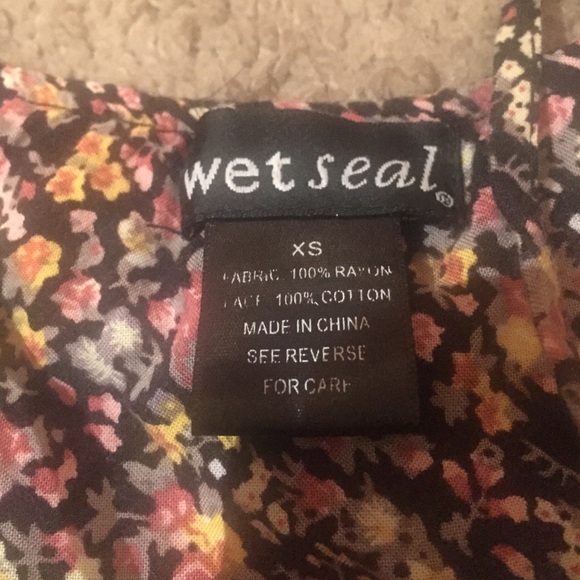 wet seal®
XS
FABRIC 100% RAYON
LACE 100% COTTON
MADE IN CHINA
SEE REVERSE
FOR CARE